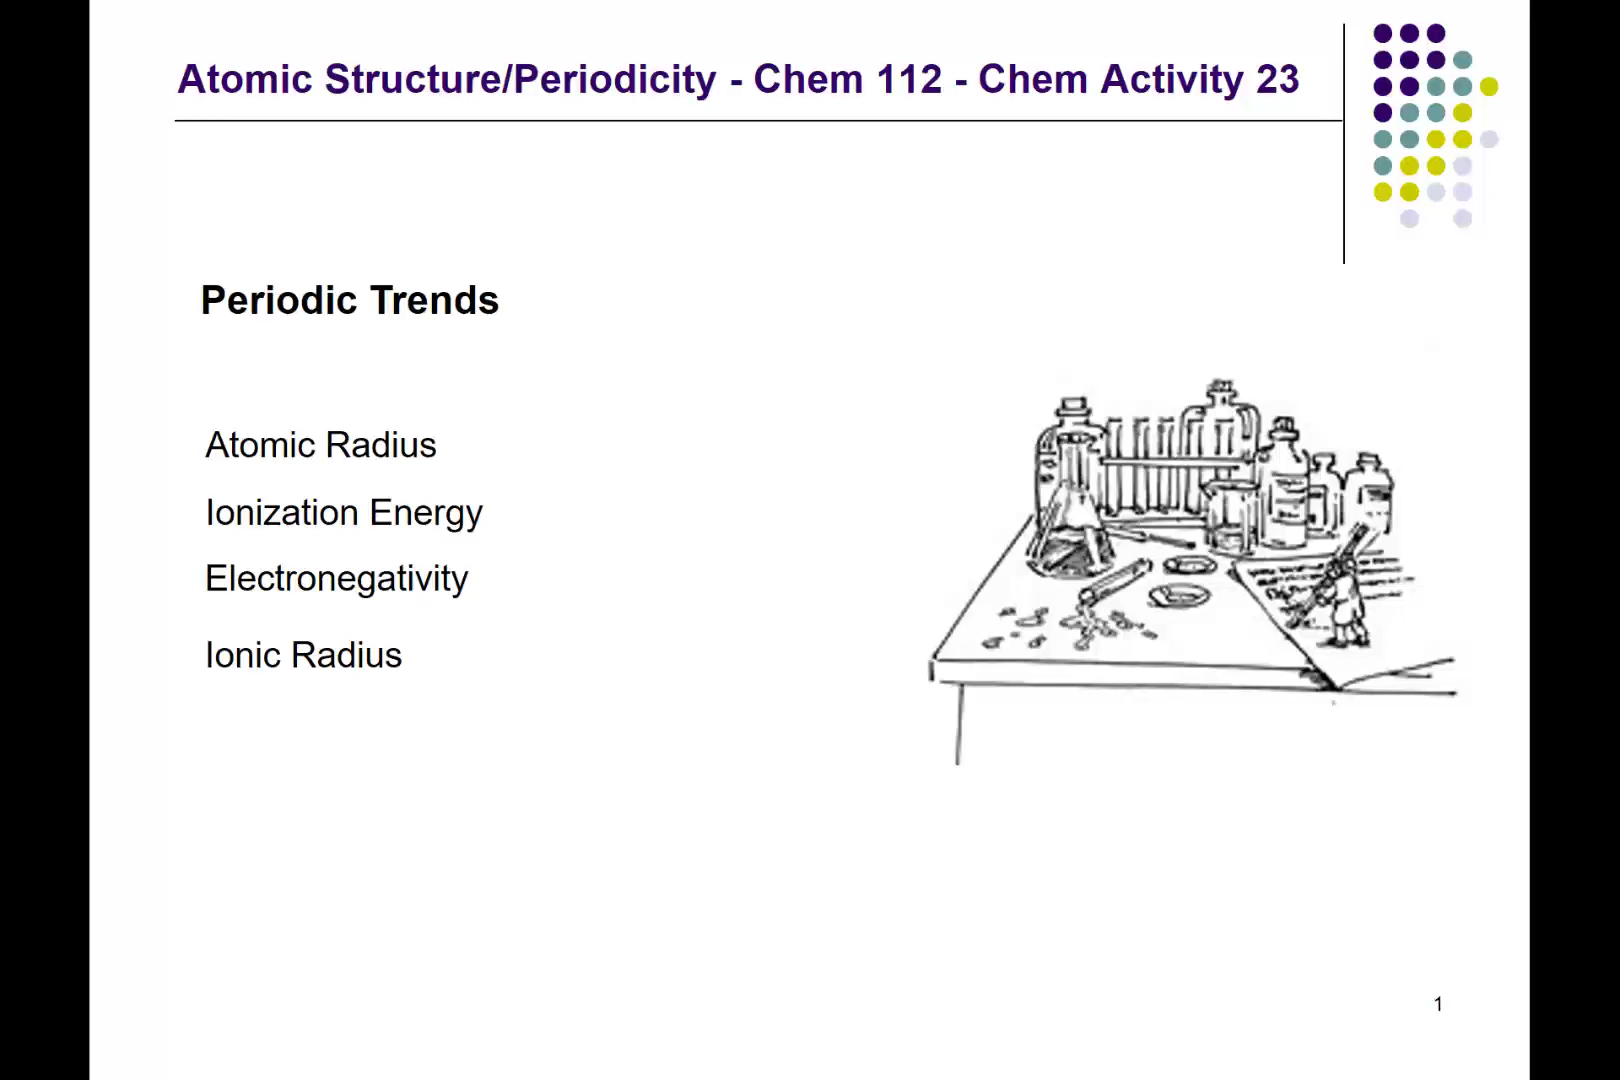 Atomic Structure/Periodicity - Chem 112 - Chem Activity 23
Periodic Trends
Atomic Radius
Ionization Energy
Electronegativity
Ionic Radius
1